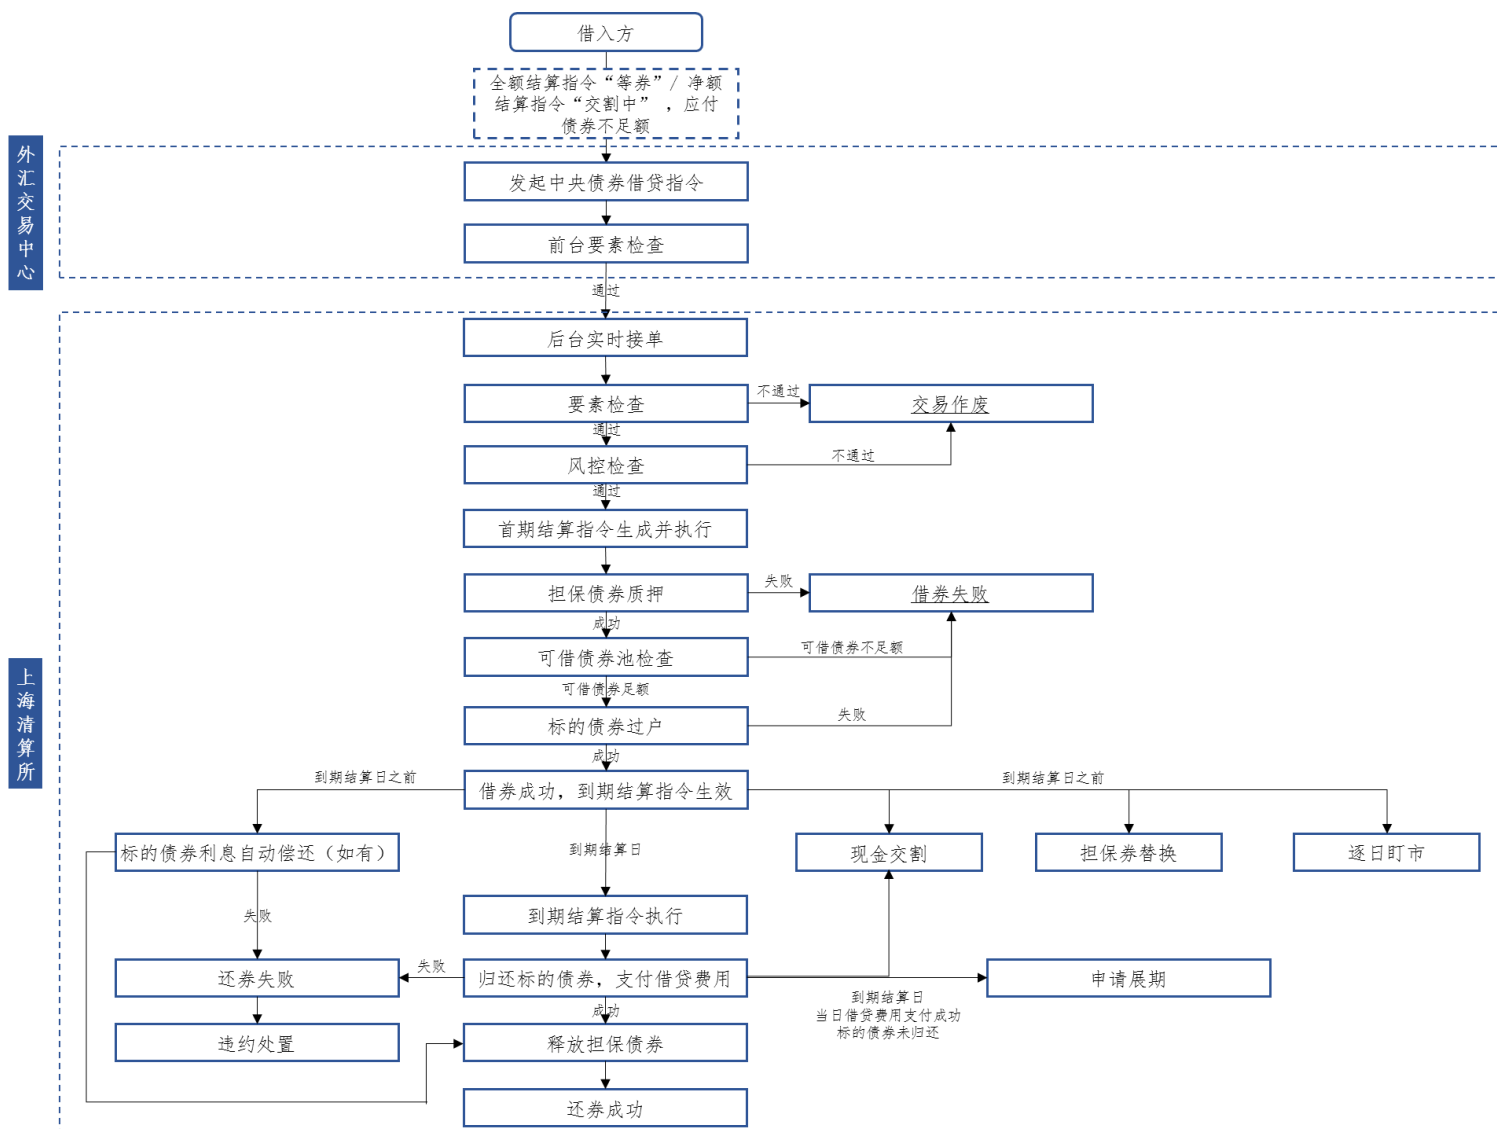 借入方
全额结算指令“等券”/ 净额
结算指令“交割中”，应付
债券不足额
外汇交易中心
发起中央债券借贷指令
前台要素检查
通过
后台实时接单
要素检查
不通过
交易作废
通过
风控检查
不通过
通过
首期结算指令生成并执行
担保债券质押
失败
借券失败
成功
可借债券池检查
可借债券不足额
可借债券足额
标的债券过户
失败
成功
上海清算所
到期结算日之前
借券成功，到期结算指令生效
到期结算日之前
标的债券利息自动偿还（如有）
到期结算日
现金交割
担保券替换
逐日盯市
失败
到期结算指令执行
还券失败
失败
归还标的债券，支付借贷费用
申请展期
到期结算日
当日借贷费用支付成功
标的债券未归还
成功
违约处置
释放担保债券
还券成功